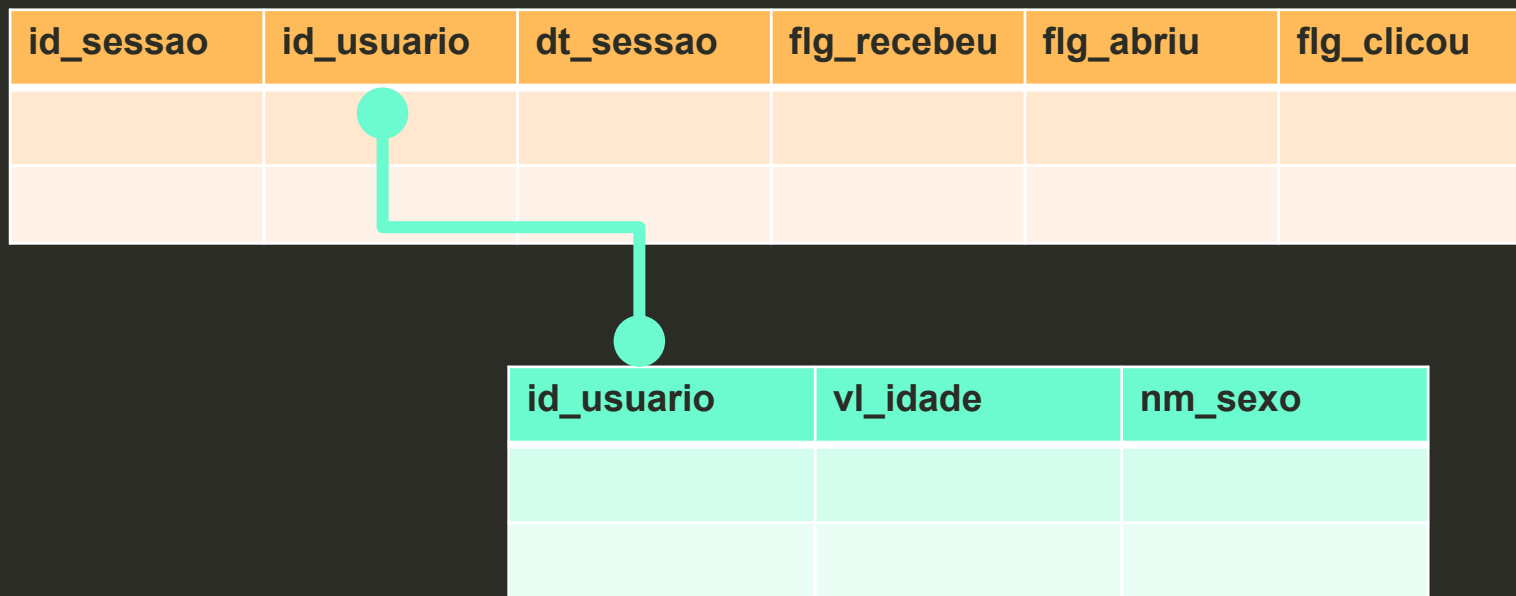 id_sessao id_usuario dt_sessao flg_recebeu flg_abriu flg_clicou
id_usuario vl_idade nm_sexo